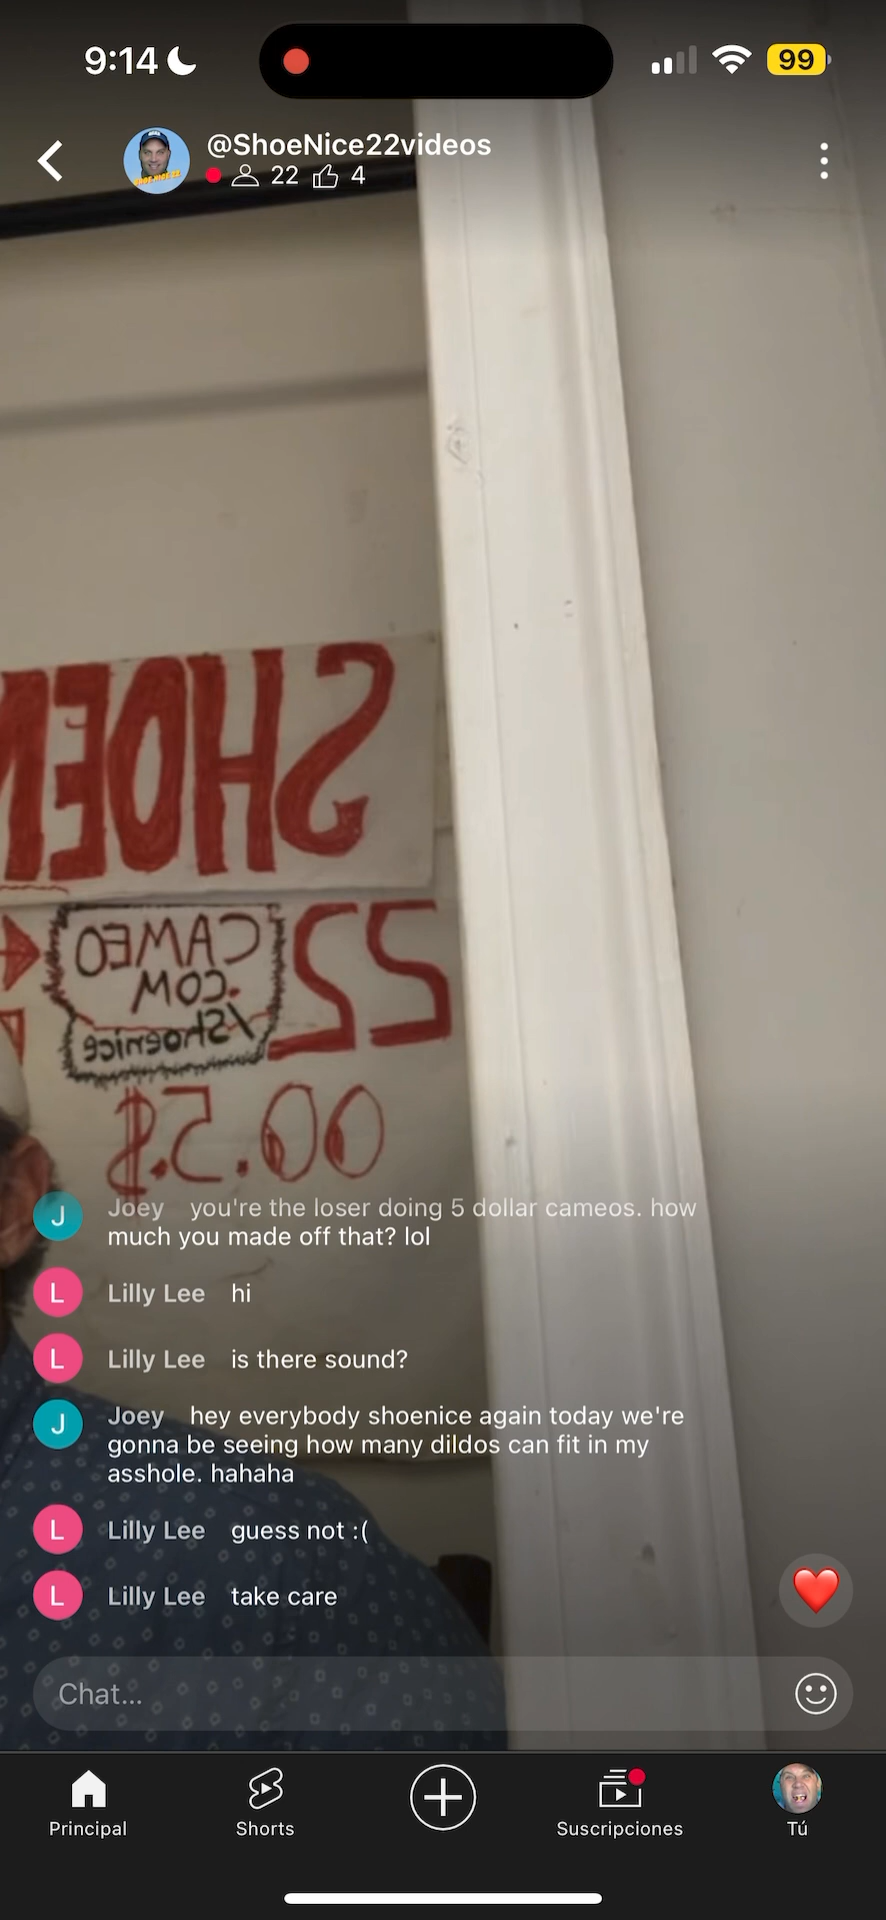 9:14
99
@ShoeNice22videos
22 4
SHOEN
22
CAMEO
.COM
/Shoenice
$5.00
Joey you're the loser doing 5 dollar cameos. how
much you made off that? lol
Lilly Lee hi
Lilly Lee is there sound?
Joey hey everybody shoenice again today we're
gonna be seeing how many dildos can fit in my
asshole. hahaha
Lilly Lee guess not :(
Lilly Lee take care
Chat...
Principal
Shorts
Suscripciones
Tú